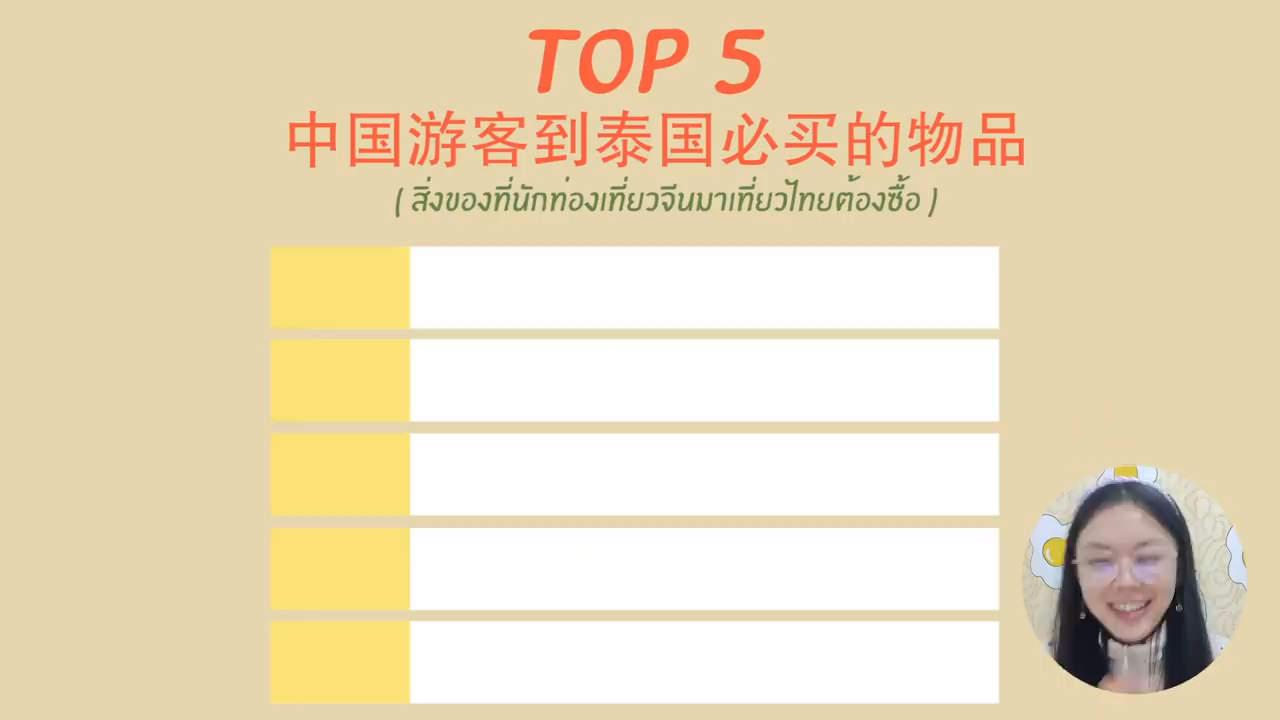 TOP 5
中国游客到泰国必买的物品
( สิ่งของที่นักท่องเที่ยวจีนมาเที่ยวไทยต้องซื้อ )